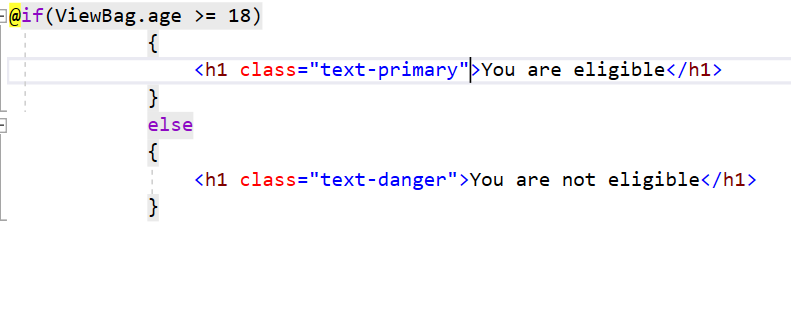 @if(ViewBag.age >= 18)
{
<h1 class="text-primary">You are eligible</h1>
}
else
{
<h1 class="text-danger">You are not eligible</h1>
}